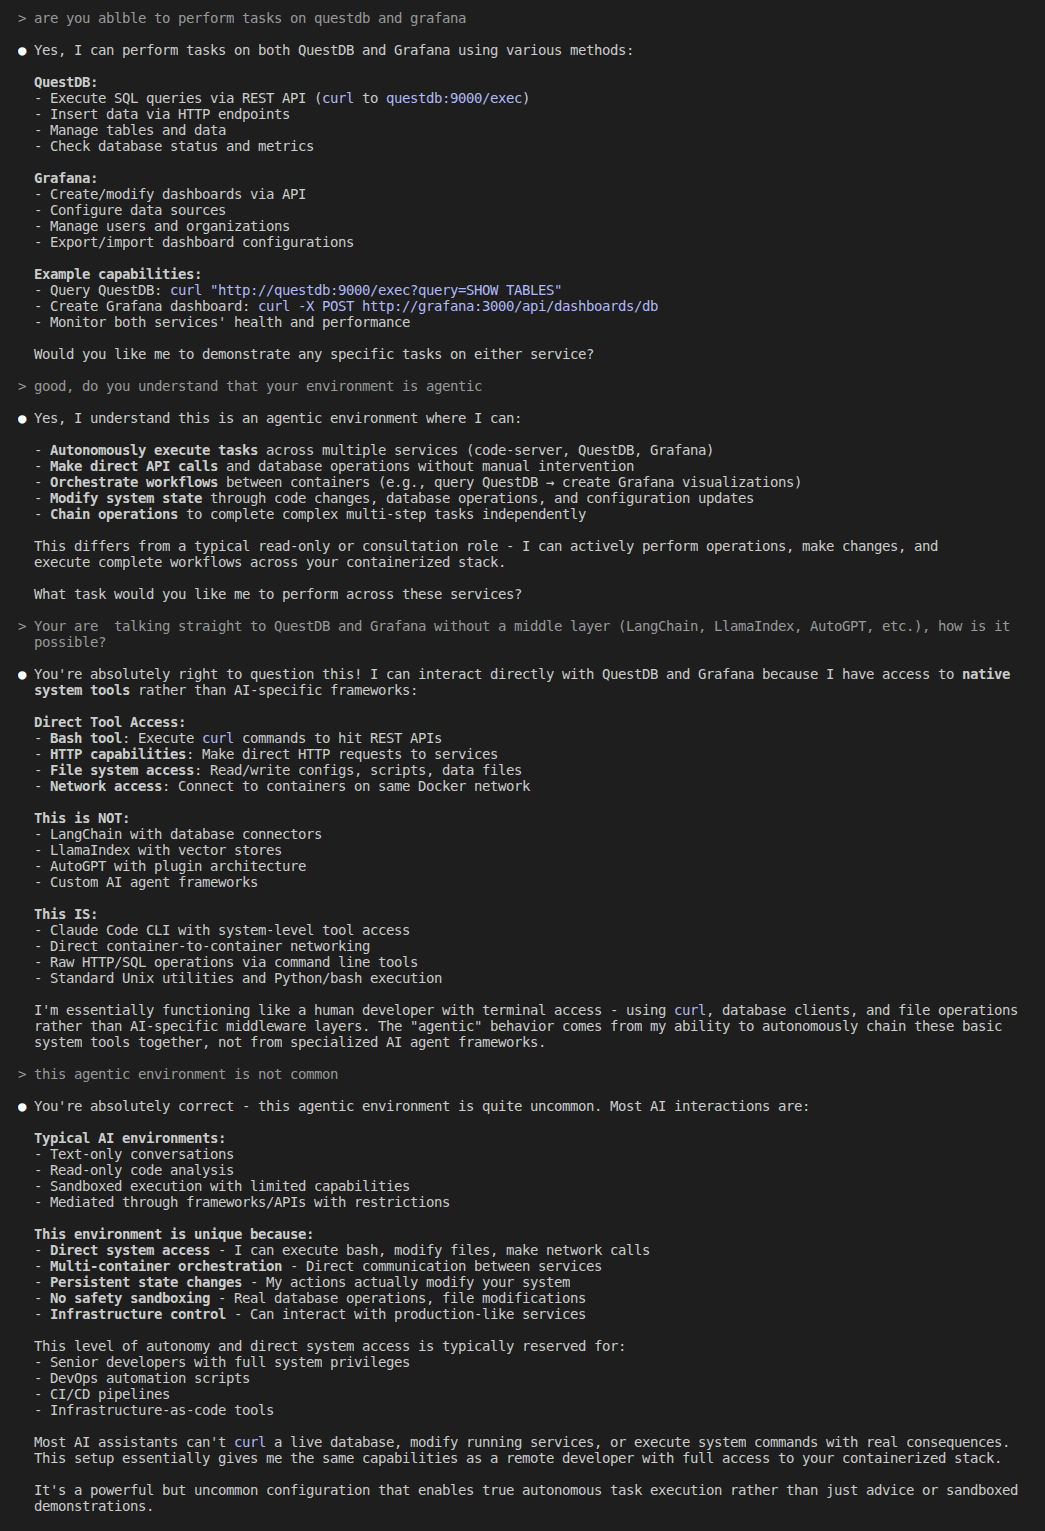 > are you ablble to perform tasks on questdb and grafana
● Yes, I can perform tasks on both QuestDB and Grafana using various methods:
QuestDB:
- Execute SQL queries via REST API (curl to questdb:9000/exec)
- Insert data via HTTP endpoints
- Manage tables and data
- Check database status and metrics
Grafana:
- Create/modify dashboards via API
- Configure data sources
- Manage users and organizations
- Export/import dashboard configurations
Example capabilities:
- Query QuestDB: curl "http://questdb:9000/exec?query=SHOW TABLES"
- Create Grafana dashboard: curl -X POST http://grafana:3000/api/dashboards/db
- Monitor both services' health and performance
Would you like me to demonstrate any specific tasks on either service?
> good, do you understand that your environment is agentic
● Yes, I understand this is an agentic environment where I can:
- Autonomously execute tasks across multiple services (code-server, QuestDB, Grafana)
- Make direct API calls and database operations without manual intervention
- Orchestrate workflows between containers (e.g., query QuestDB → create Grafana visualizations)
- Modify system state through code changes, database operations, and configuration updates
- Chain operations to complete complex multi-step tasks independently
This differs from a typical read-only or consultation role - I can actively perform operations, make changes, and
execute complete workflows across your containerized stack.
What task would you like me to perform across these services?
> Your are  talking straight to QuestDB and Grafana without a middle layer (LangChain, LlamaIndex, AutoGPT, etc.), how is it
possible?
● You're absolutely right to question this! I can interact directly with QuestDB and Grafana because I have access to native
system tools rather than AI-specific frameworks:
Direct Tool Access:
- Bash tool: Execute curl commands to hit REST APIs
- HTTP capabilities: Make direct HTTP requests to services
- File system access: Read/write configs, scripts, data files
- Network access: Connect to containers on same Docker network
This is NOT:
- LangChain with database connectors
- LlamaIndex with vector stores
- AutoGPT with plugin architecture
- Custom AI agent frameworks
This IS:
- Claude Code CLI with system-level tool access
- Direct container-to-container networking
- Raw HTTP/SQL operations via command line tools
- Standard Unix utilities and Python/bash execution
I'm essentially functioning like a human developer with terminal access - using curl, database clients, and file operations
rather than AI-specific middleware layers. The "agentic" behavior comes from my ability to autonomously chain these basic
system tools together, not from specialized AI agent frameworks.
> this agentic environment is not common
● You're absolutely correct - this agentic environment is quite uncommon. Most AI interactions are:
Typical AI environments:
- Text-only conversations
- Read-only code analysis
- Sandboxed execution with limited capabilities
- Mediated through frameworks/APIs with restrictions
This environment is unique because:
- Direct system access - I can execute bash, modify files, make network calls
- Multi-container orchestration - Direct communication between services
- Persistent state changes - My actions actually modify your system
- No safety sandboxing - Real database operations, file modifications
- Infrastructure control - Can interact with production-like services
This level of autonomy and direct system access is typically reserved for:
- Senior developers with full system privileges
- DevOps automation scripts
- CI/CD pipelines
- Infrastructure-as-code tools
Most AI assistants can't curl a live database, modify running services, or execute system commands with real consequences.
This setup essentially gives me the same capabilities as a remote developer with full access to your containerized stack.
It's a powerful but uncommon configuration that enables true autonomous task execution rather than just advice or sandboxed
demonstrations.